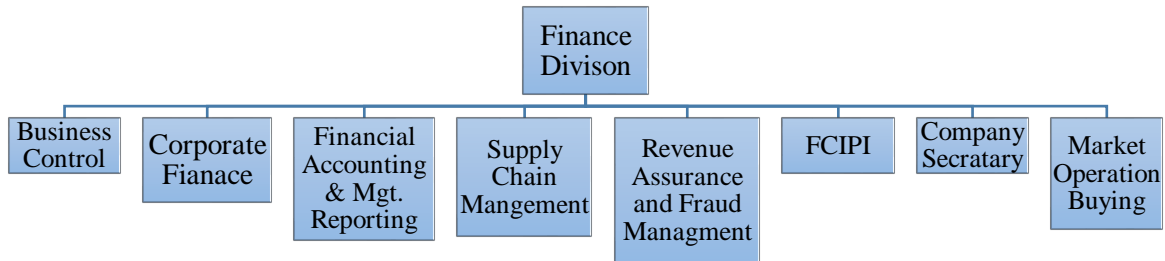 Finance
Divison
Business
Control
Corporate
Fianace
Financial
Accounting
& Mgt.
Reporting
Supply
Chain
Mangement
Revenue
Assurance
and Fraud
Managment
FCIPI
Company
Secratary
Market
Operation
Buying